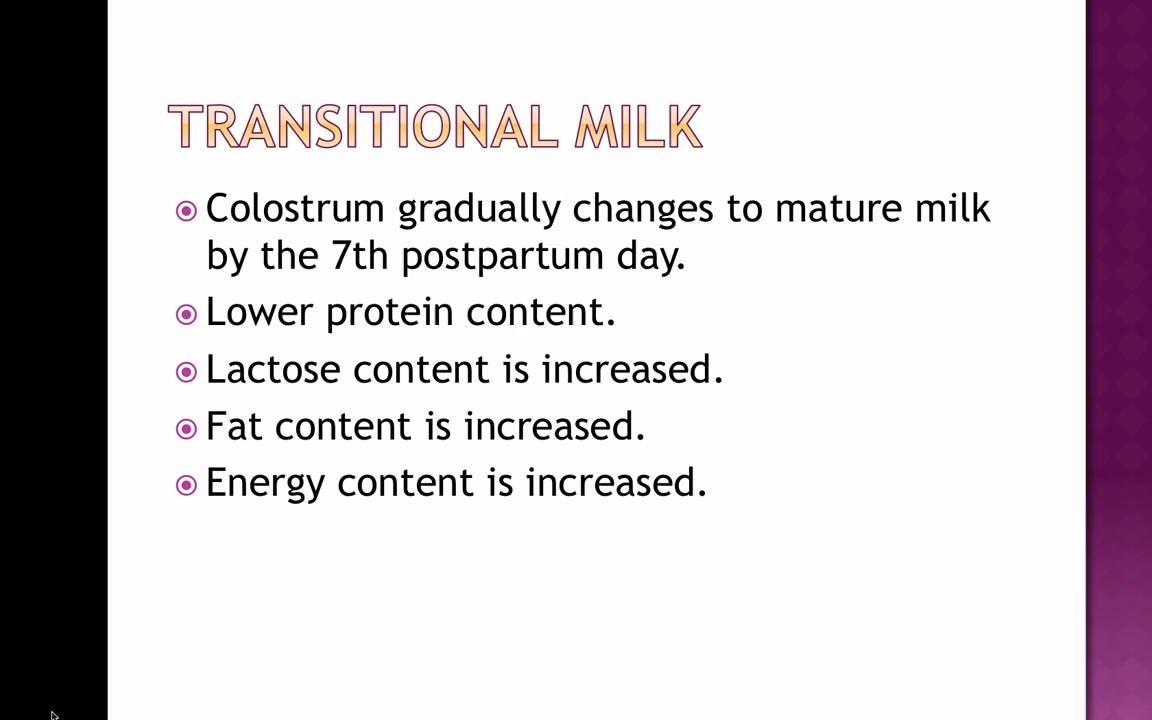 TRANSITIONAL MILK
Colostrum gradually changes to mature milk
by the 7th postpartum day.
Lower protein content.
Lactose content is increased.
Fat content is increased.
Energy content is increased.